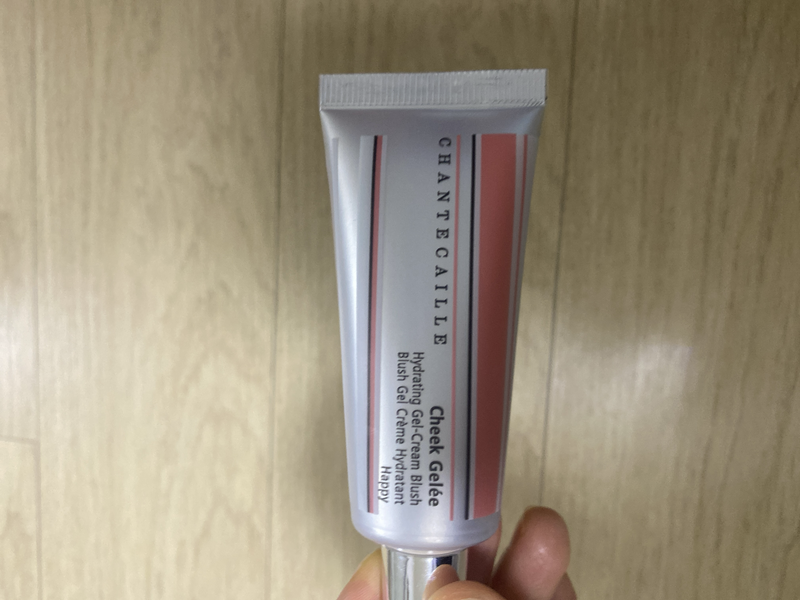 CHANTECAILLE
Cheek Gelée
Hydrating Gel-Cream Blush
Blush Gel Crème Hydratant
Happy